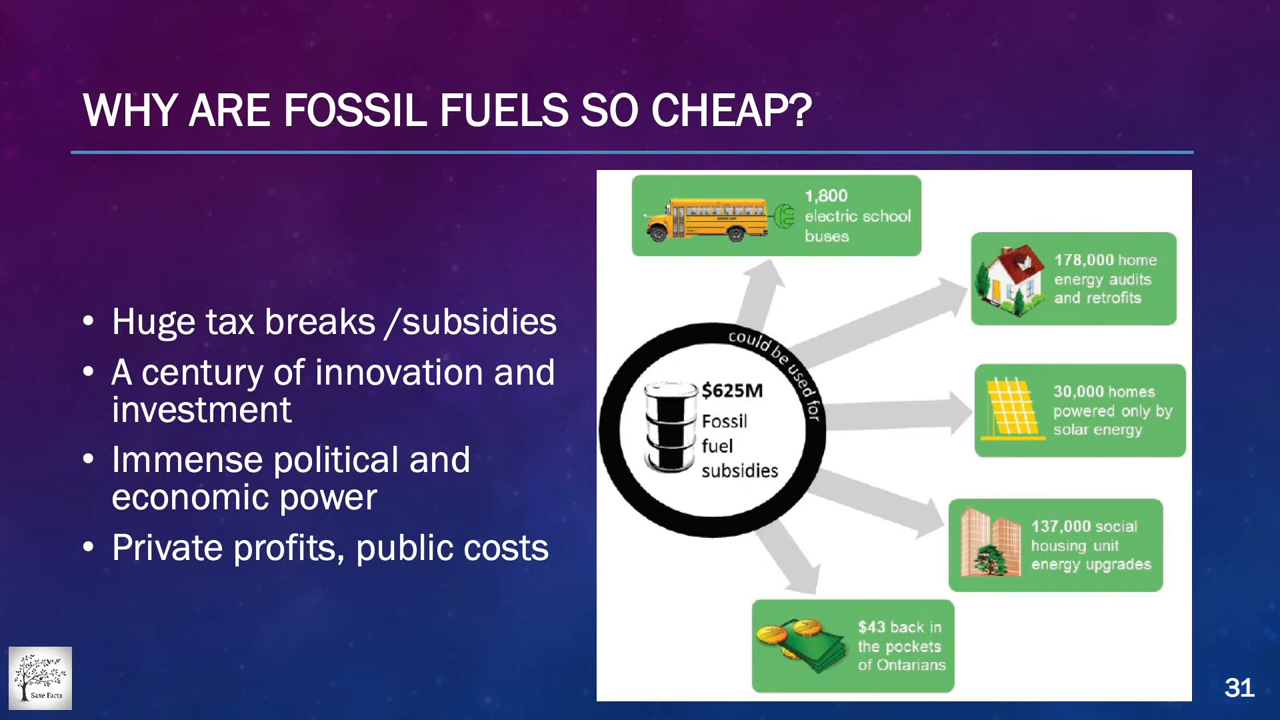 WHY ARE FOSSIL FUELS SO CHEAP?
• Huge tax breaks /subsidies
• A century of innovation and
investment
• Immense political and
economic power
• Private profits, public costs
1,800
electric school
buses
178,000 home
energy audits
and retrofits
could be used for
$625M
Fossil
fuel
subsidies
30,000 homes
powered only by
solar energy
137,000 social
housing unit
energy upgrades
$43 back in
the pockets
of Ontarians
Saxe Facts
31